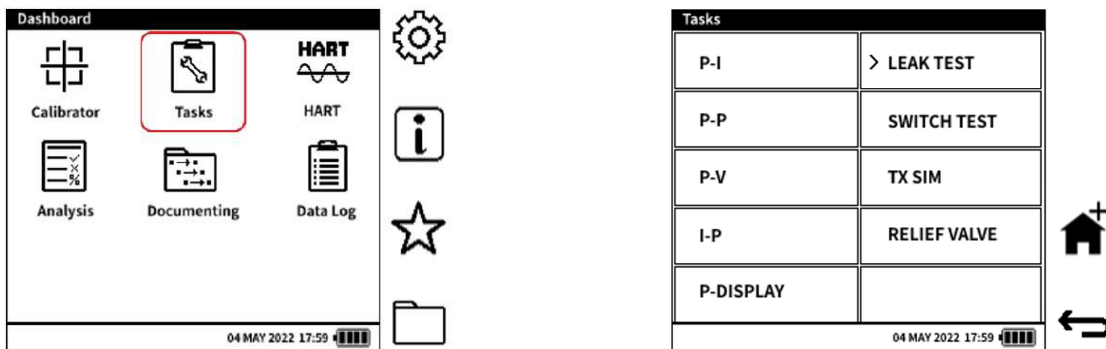 Dashboard
HART
Calibrator Tasks HART
Analysis Documenting Data Log
04 MAY 2022 17:59
Tasks
P-I > LEAK TEST
P-P SWITCH TEST
P-V TX SIM
I-P RELIEF VALVE
P-DISPLAY
04 MAY 2022 17:59